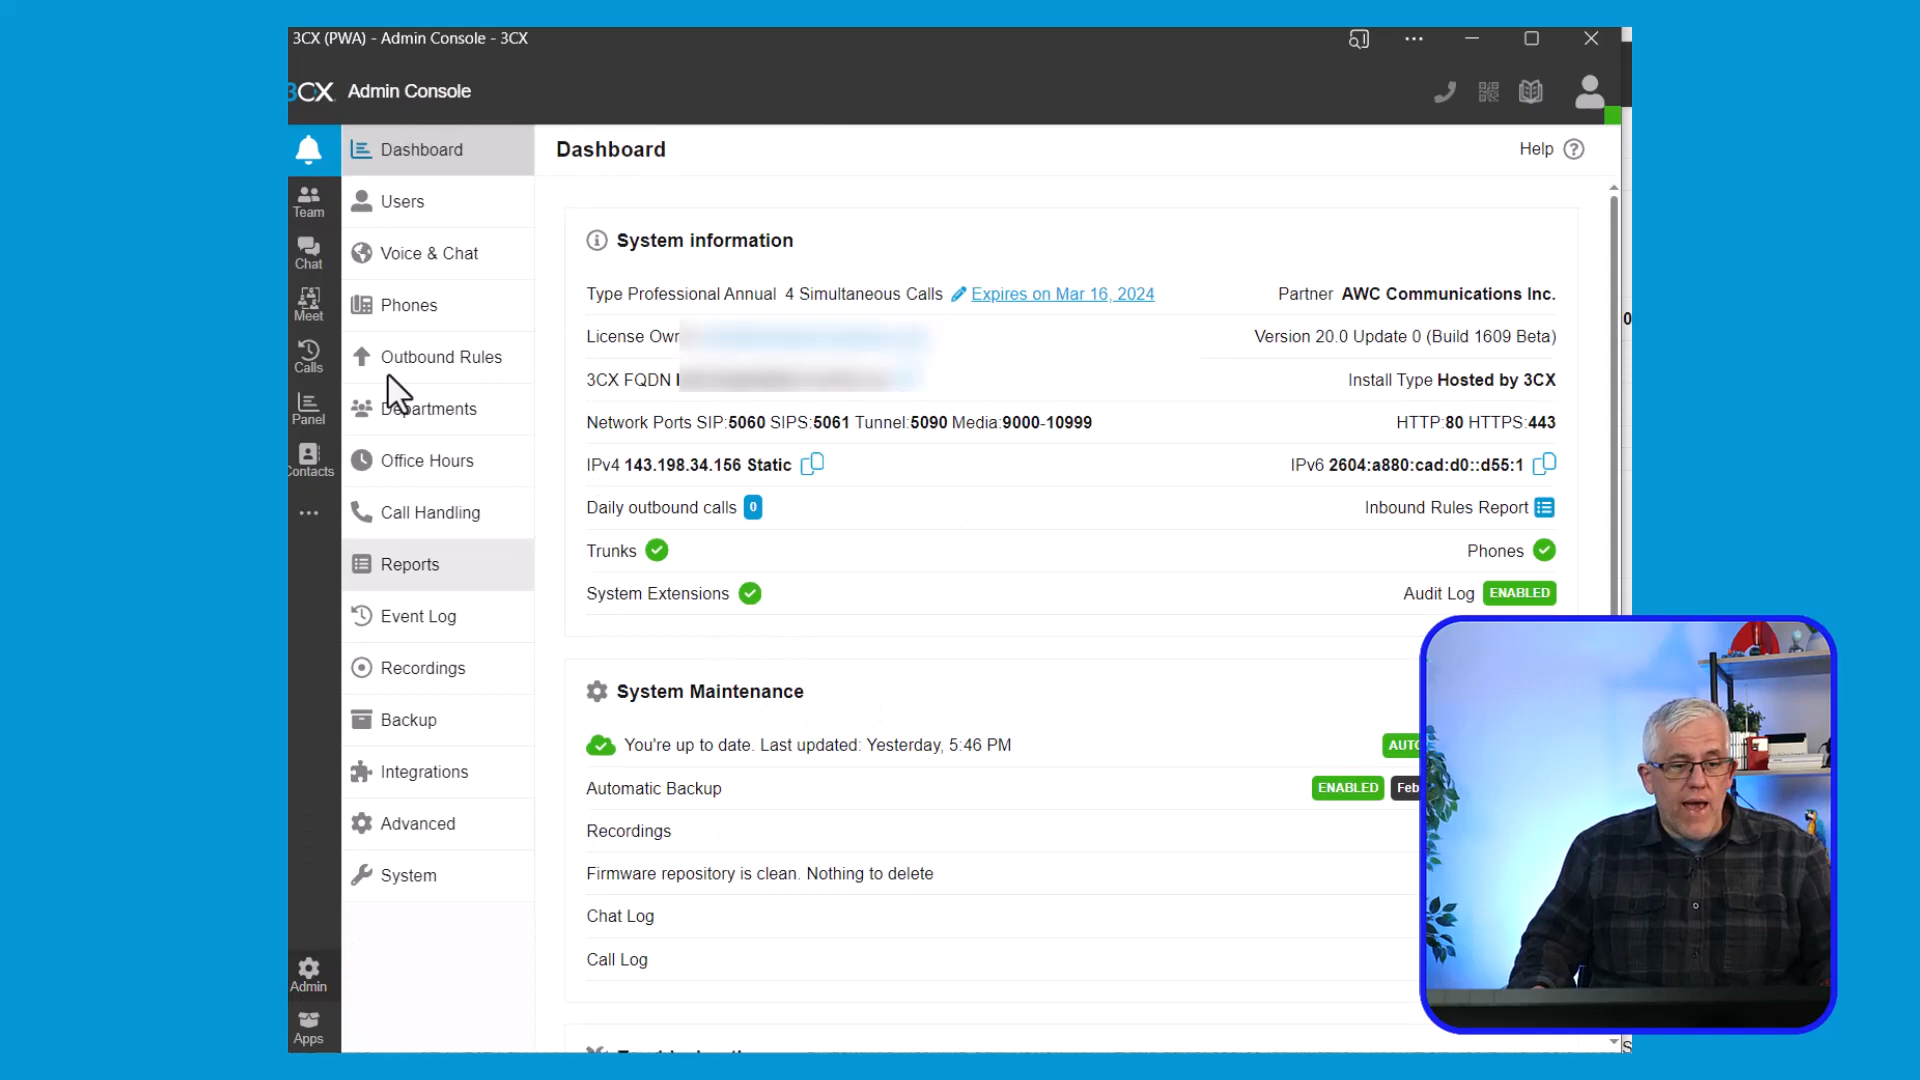 3CX (PWA) - Admin Console - 3CX
3CX Admin Console
Dashboard
Users
Voice & Chat
Phones
Outbound Rules
Departments
Office Hours
Call Handling
Reports
Event Log
Recordings
Backup
Integrations
Advanced
System
Team
Chat
Meet
Calls
Panel
Contacts
Admin
Apps
Dashboard
Help
System information
Type Professional Annual 4 Simultaneous Calls Expires on Mar 16, 2024
Partner AWC Communications Inc.
License Own
Version 20.0 Update 0 (Build 1609 Beta)
3CX FQDN
Install Type Hosted by 3CX
Network Ports SIP:5060 SIPS:5061 Tunnel:5090 Media:9000-10999
HTTP:80 HTTPS:443
IPv4 143.198.34.156 Static
IPv6 2604:a880:cad:d0::d55:1
Daily outbound calls 0
Inbound Rules Report
Trunks
Phones
System Extensions
Audit Log ENABLED
System Maintenance
You're up to date. Last updated: Yesterday, 5:46 PM
AUTO
Automatic Backup
ENABLED Feb
Recordings
Firmware repository is clean. Nothing to delete
Chat Log
Call Log